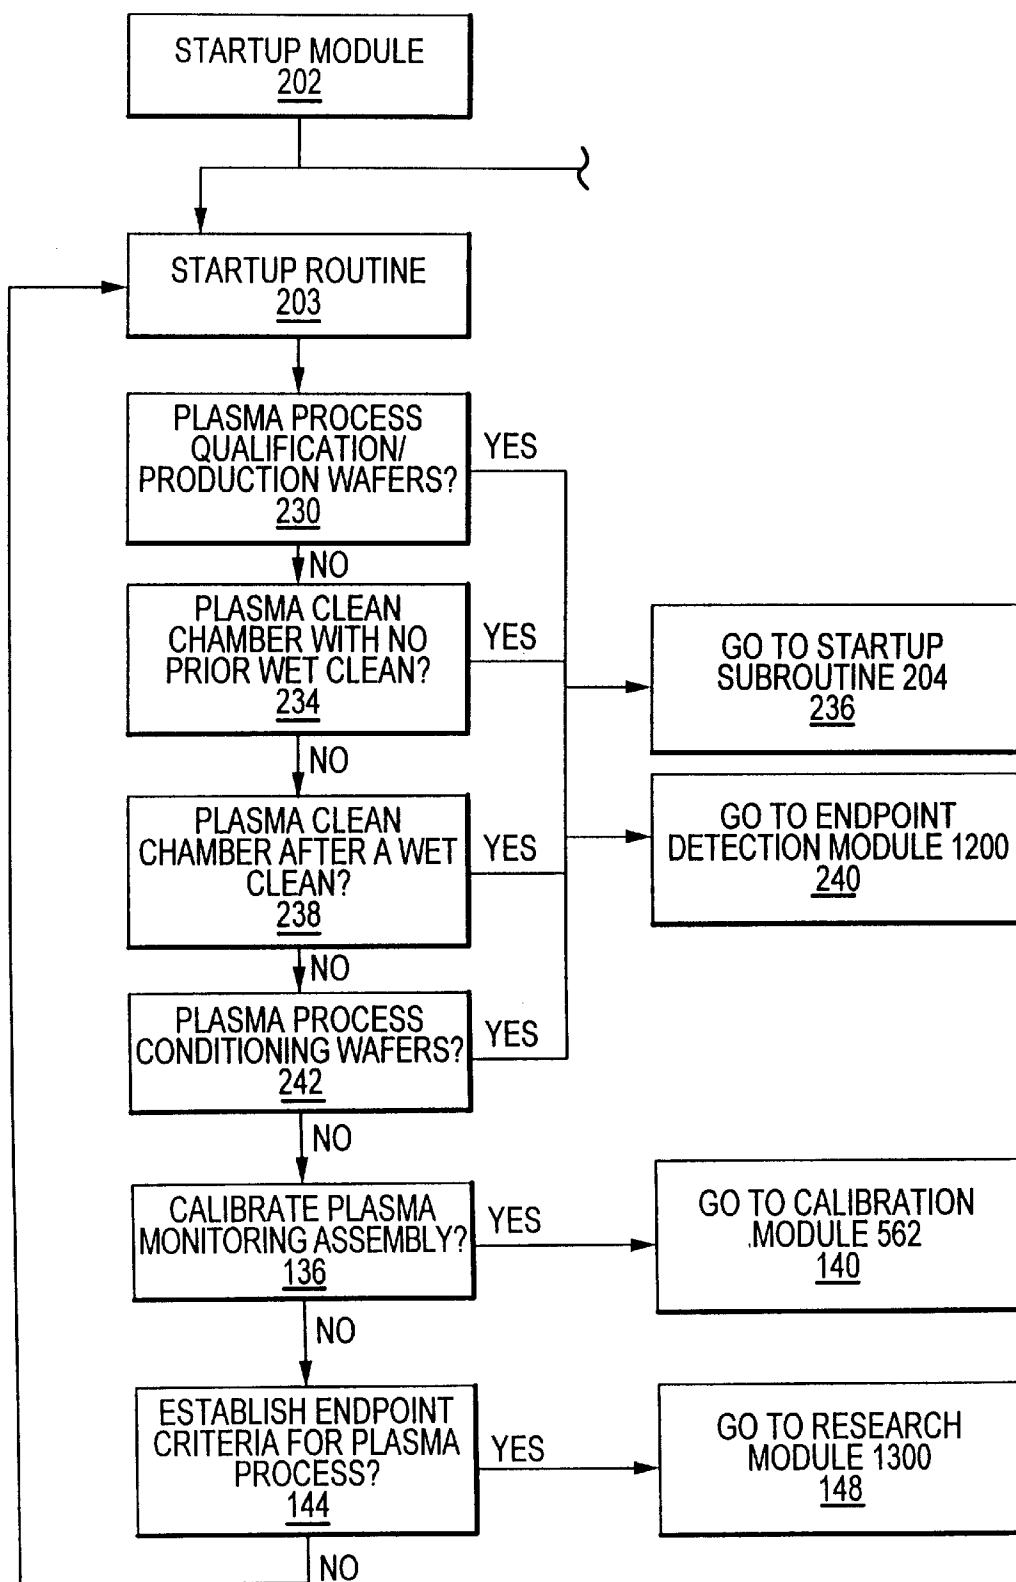 STARTUP MODULE
202
STARTUP ROUTINE
203
PLASMA PROCESS
QUALIFICATION/
PRODUCTION WAFERS?
230
YES
NO
PLASMA CLEAN
CHAMBER WITH NO
PRIOR WET CLEAN?
234
YES
GO TO STARTUP
SUBROUTINE 204
236
NO
PLASMA CLEAN
CHAMBER AFTER A WET
CLEAN?
238
YES
GO TO ENDPOINT
DETECTION MODULE 1200
240
NO
PLASMA PROCESS
CONDITIONING WAFERS?
242
YES
NO
CALIBRATE PLASMA
MONITORING ASSEMBLY?
136
YES
GO TO CALIBRATION
MODULE 562
140
NO
ESTABLISH ENDPOINT
CRITERIA FOR PLASMA
PROCESS?
144
YES
GO TO RESEARCH
MODULE 1300
148
NO